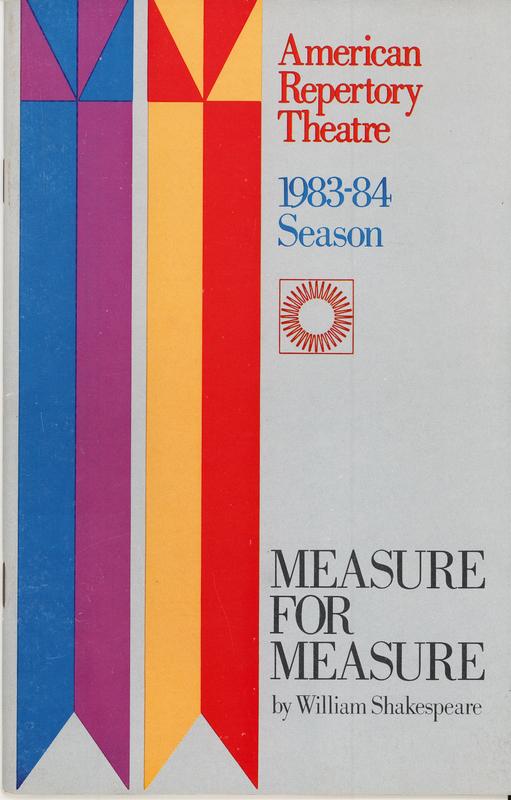 American
Repertory
Theatre
1983-84
Season
MEASURE
FOR
MEASURE
by William Shakespeare